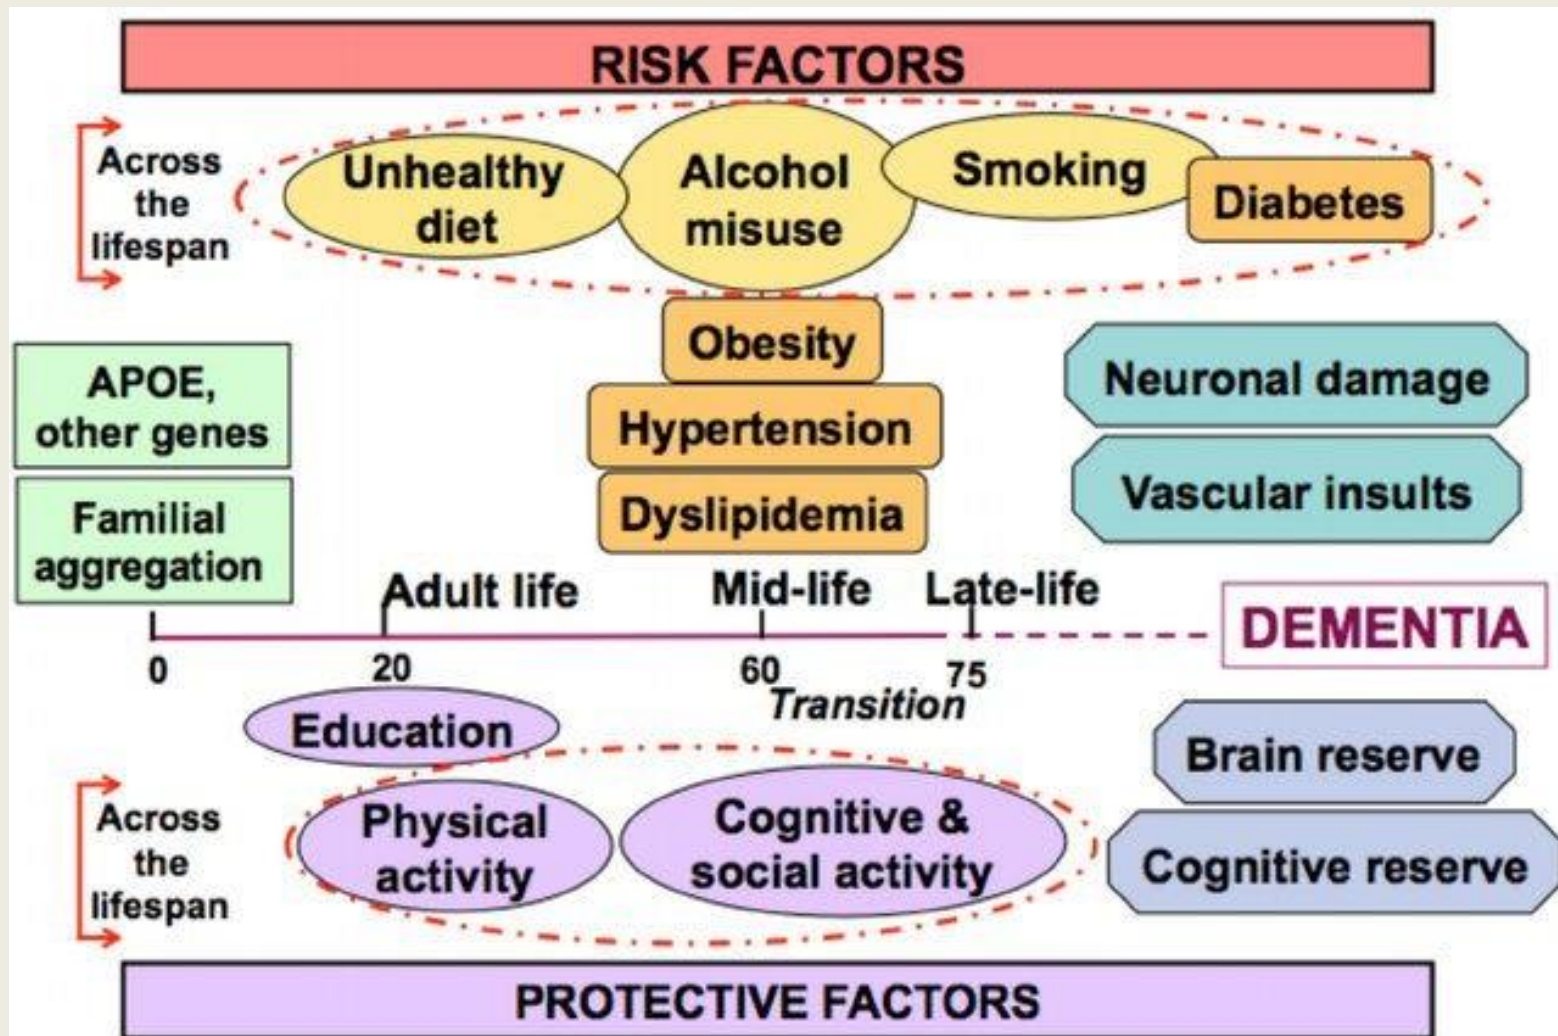 RISK FACTORS
Across
the
lifespan
Unhealthy
diet
Alcohol
misuse
Smoking
Diabetes
Obesity
Hypertension
Dyslipidemia
APOE,
other genes
Familial
aggregation
Neuronal damage
Vascular insults
Adult life
Mid-life
Late-life
DEMENTIA
0
20
60
75
Transition
Education
Across
the
lifespan
Physical
activity
Cognitive &
social activity
Brain reserve
Cognitive reserve
PROTECTIVE FACTORS